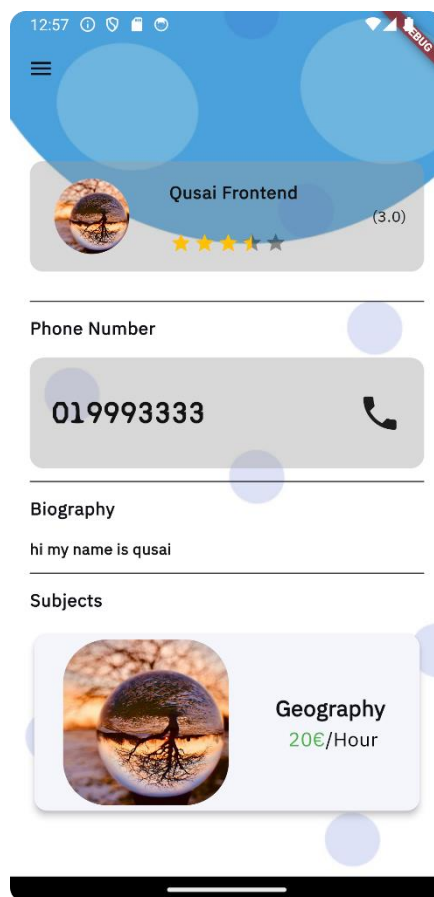 12:57
DEBUG
Qusai Frontend
(3.0)
Phone Number
019993333
Biography
hi my name is qusai
Subjects
Geography
20€/Hour